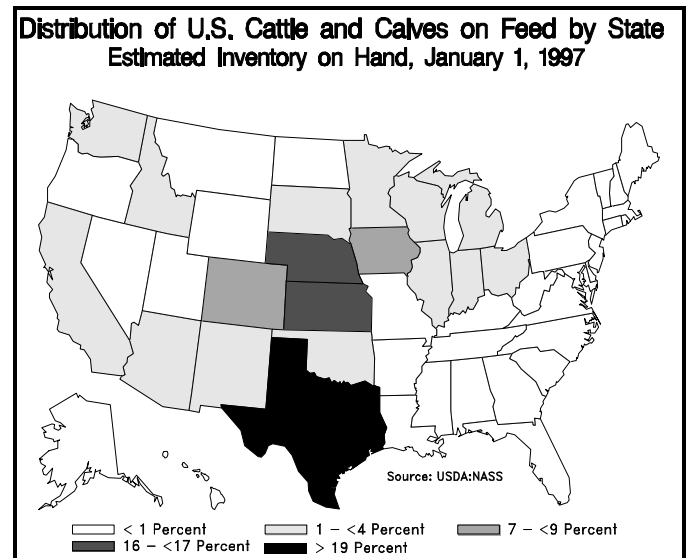 Distribution of U.S. Cattle and Calves on Feed by State
Estimated Inventory on Hand, January 1, 1997
Source: USDA:NASS
< 1 Percent
1 - <4 Percent
7 - <9 Percent
16 - <17 Percent
> 19 Percent